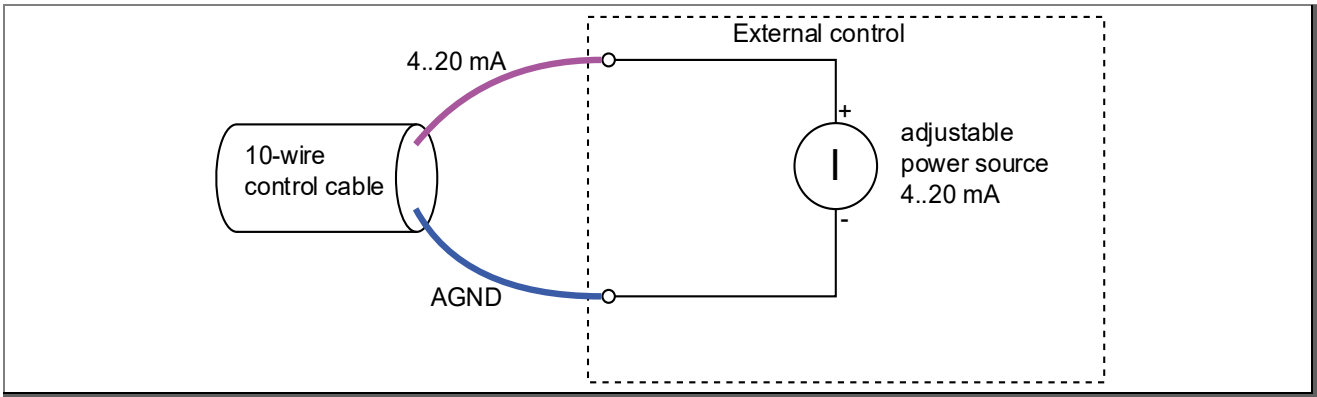 External control
4..20 mA
+
adjustable
power source
4..20 mA
I
10-wire
control cable
-
AGND